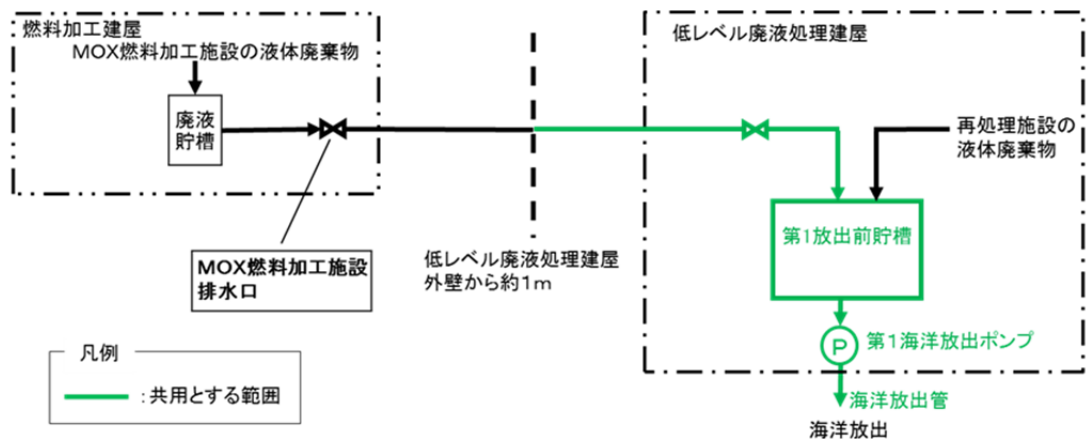 燃料加工建屋
MOX燃料加工施設の液体廃棄物
廃液
貯槽
MOX燃料加工施設
排水口
低レベル廃液処理建屋
外壁から約1m
低レベル廃液処理建屋
再処理施設の
液体廃棄物
第1放出前貯槽
P
第1海洋放出ポンプ
海洋放出管
海洋放出
凡例
:共用とする範囲